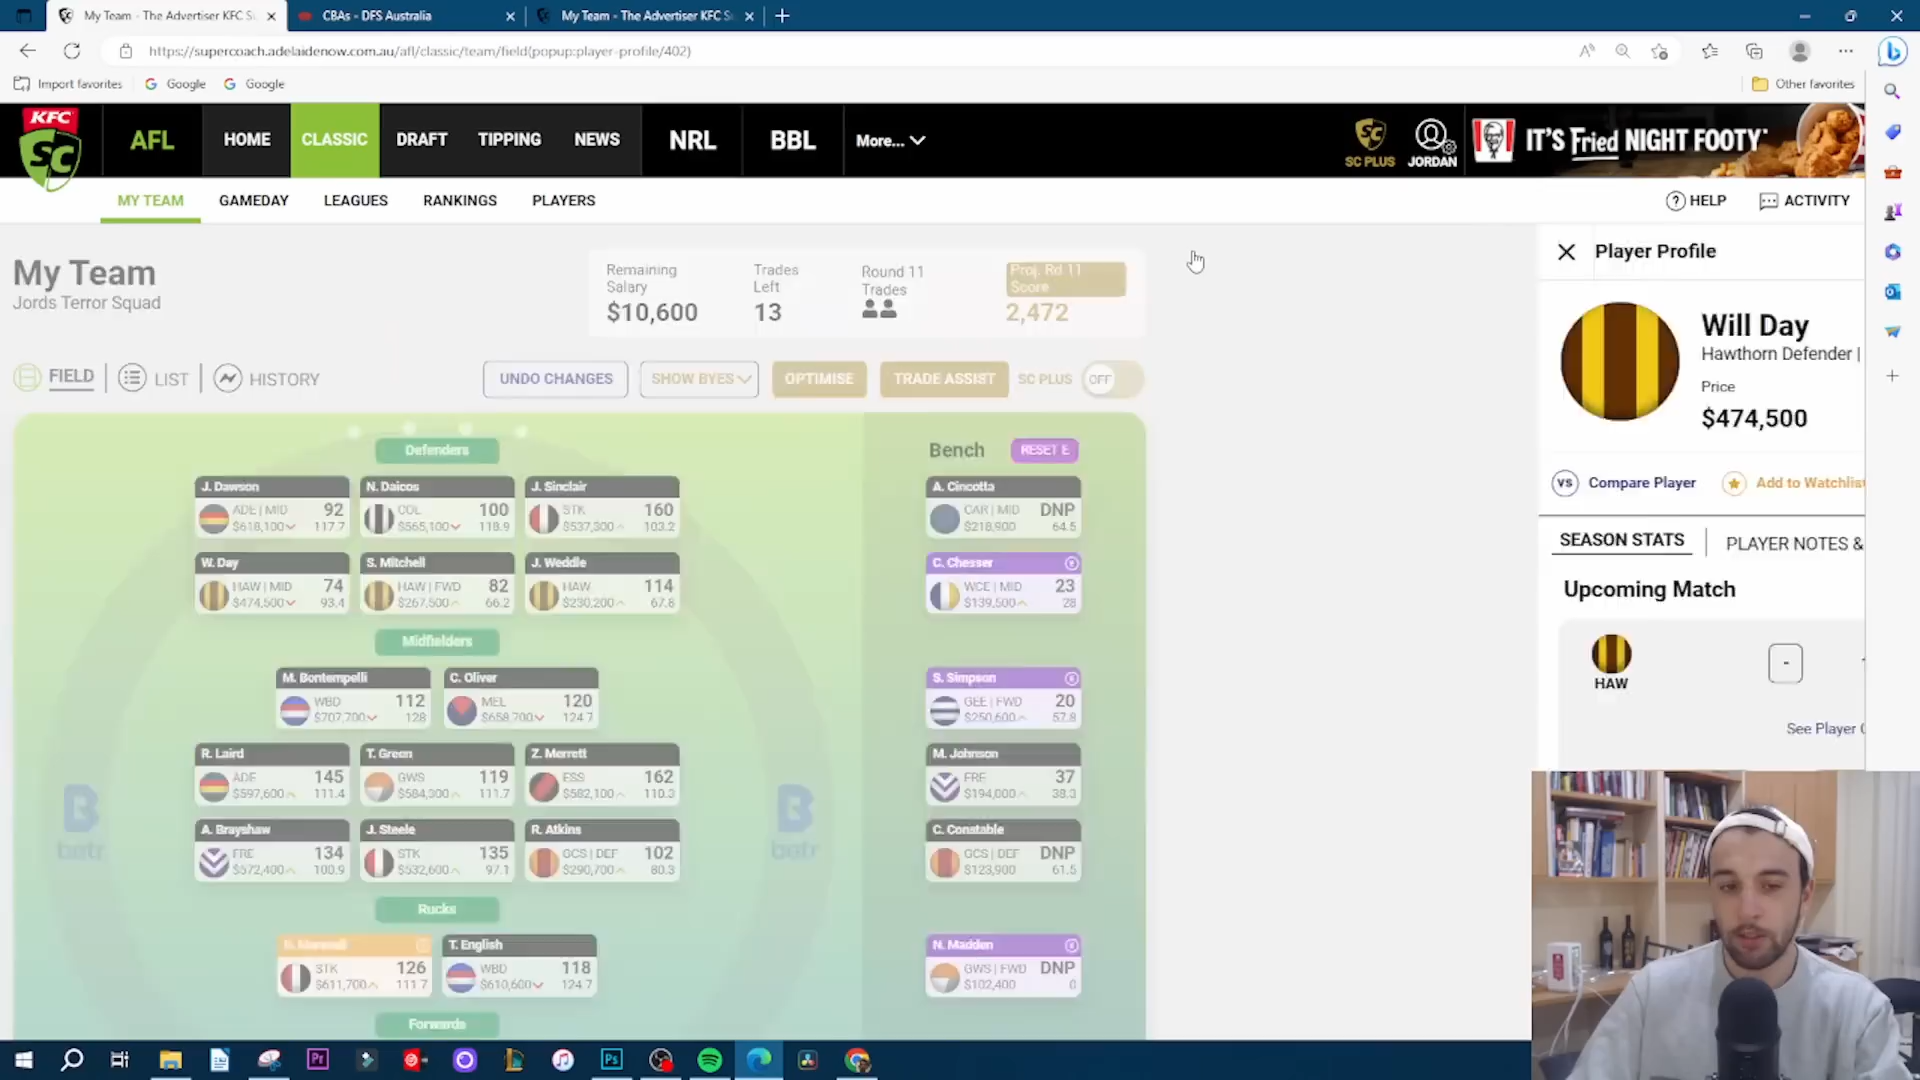 My Team - The Advertiser KFC S
CBAs - DFS Australia
My Team - The Advertiser KFC S
https://supercoach.adelaidenow.com.au/afl/classic/team/field(popup:player-profile/402)
Import favorites
Google
Google
Other favorites
KFC
SC
AFL
HOME
CLASSIC
DRAFT
TIPPING
NEWS
NRL
BBL
More...
SC
SC PLUS
JORDAN
IT'S Fried NIGHT FOOTY
MY TEAM
GAMEDAY
LEAGUES
RANKINGS
PLAYERS
HELP
ACTIVITY
My Team
Jords Terror Squad
Remaining Salary
$10,600
Trades Left
13
Round 11 Trades
Proj. Rd 11 Score
2,472
FIELD
LIST
HISTORY
UNDO CHANGES
SHOW BYES
OPTIMISE
TRADE ASSIST
SC PLUS
OFF
Defenders
J. Dawson
ADE | MID 92
$618,100 117.7
N. Daicos
COL 100
$565,100 118.9
J. Sinclair
STK 160
$537,300 103.2
W. Day
HAW | MID 74
$474,500 93.4
S. Mitchell
HAW | FWD 82
$267,500 66.2
J. Weddle
HAW 114
$230,200 67.8
Midfielders
M. Bontempelli
WBD 112
$707,700 128
C. Oliver
MEL 120
$658,700 124.7
R. Laird
ADE 145
$597,600 111.4
T. Green
GWS 119
$584,300 111.7
Z. Merrett
ESS 162
$582,100 110.3
A. Brayshaw
FRE 134
$572,400 100.9
J. Steele
STK 135
$532,600 97.1
R. Atkins
GCS | DEF 102
$290,700 80.3
betr
betr
Rucks
STK 126
$611,700 111.7
T. English
WBD 118
$610,600 124.7
Forwards
Bench
RESET E
A. Cincotta
CAR | MID DNP
$218,900 64.5
C. Chesser
WCE | MID 23
$139,500 28
S. Simpson
GEE | FWD 20
$250,600 57.8
M. Johnson
FRE 37
$194,000 38.3
C. Constable
GCS | DEF DNP
$123,900 61.5
N. Madden
GWS | FWD DNP
$102,400 0
Player Profile
Will Day
Hawthorn Defender |
Price
$474,500
VS Compare Player
Add to Watchlis
SEASON STATS
PLAYER NOTES &
Upcoming Match
HAW
-
See Player
Pr
Ps